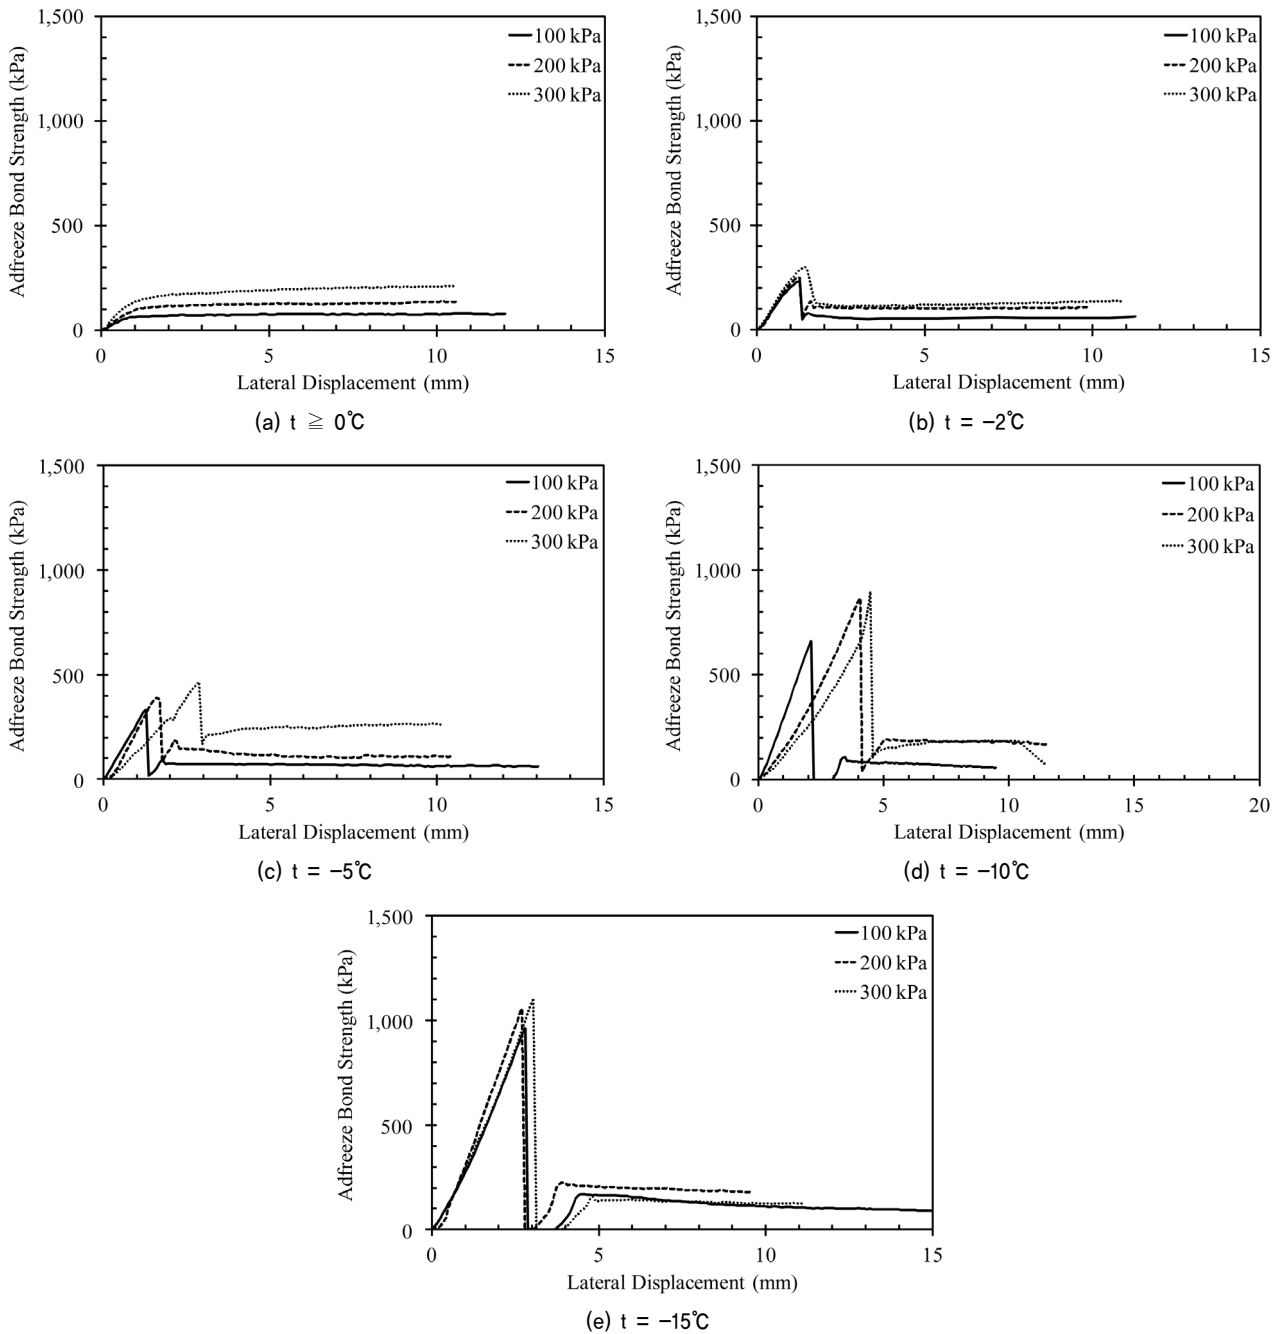 1,500
1,000
500
0
Adfreeze Bond Strength (kPa)
100 kPa
200 kPa
300 kPa
0 5 10 15
Lateral Displacement (mm)
(a) t ≧ 0℃
1,500
1,000
500
0
Adfreeze Bond Strength (kPa)
100 kPa
200 kPa
300 kPa
0 5 10 15
Lateral Displacement (mm)
(b) t = −2℃
1,500
1,000
500
0
Adfreeze Bond Strength (kPa)
100 kPa
200 kPa
300 kPa
0 5 10 15
Lateral Displacement (mm)
(c) t = −5℃
1,500
1,000
500
0
Adfreeze Bond Strength (kPa)
100 kPa
200 kPa
300 kPa
0 5 10 15 20
Lateral Displacement (mm)
(d) t = −10℃
1,500
1,000
500
0
Adfreeze Bond Strength (kPa)
100 kPa
200 kPa
300 kPa
0 5 10 15
Lateral Displacement (mm)
(e) t = −15℃